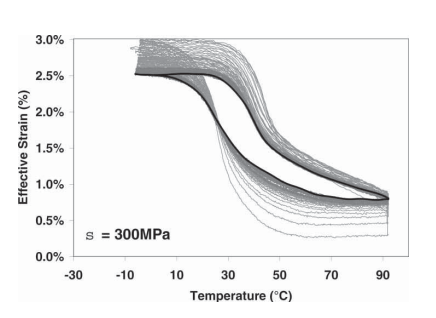 3.0%
2.5%
2.0%
1.5%
1.0%
0.5%
0.0%
Effective Strain (%)
s = 300MPa
-30 -10 10 30 50 70 90
Temperature (°C)